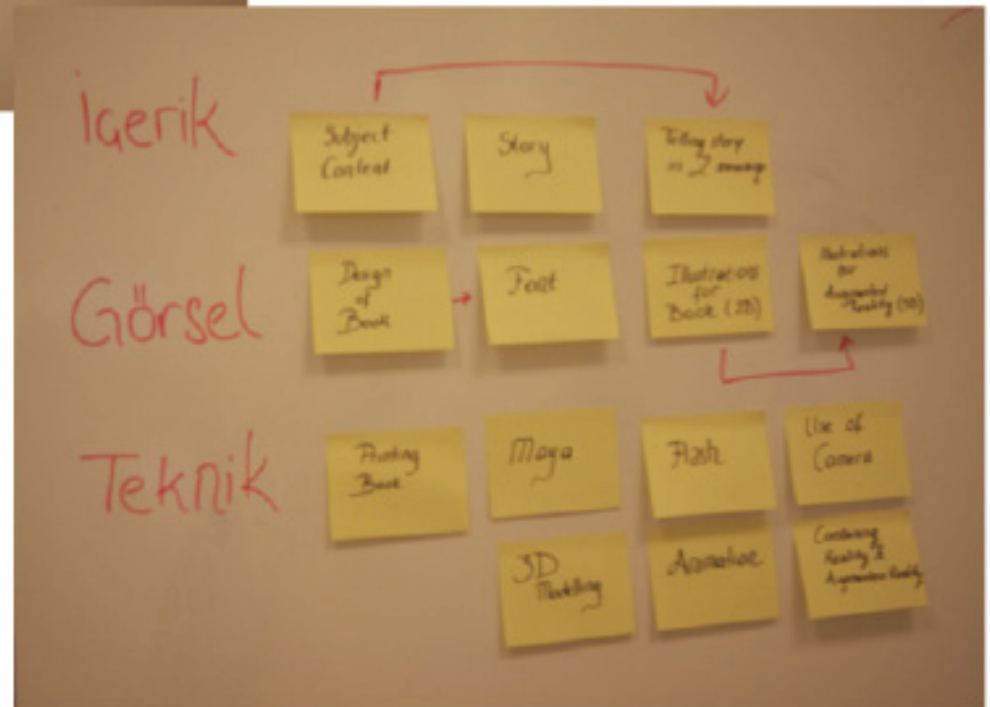 İçerik
Subject
Content
Story
Telling story
in 2
Görsel
Design
of
Book
Font
Illustrations
for
Book (2D)
Illustrations
for
Augmented
Reality (3D)
Teknik
Printing
Book
Maya
Flash
Use of
Camera
3D
Modelling
Animation
Combining
Reality &
Augmented Reality